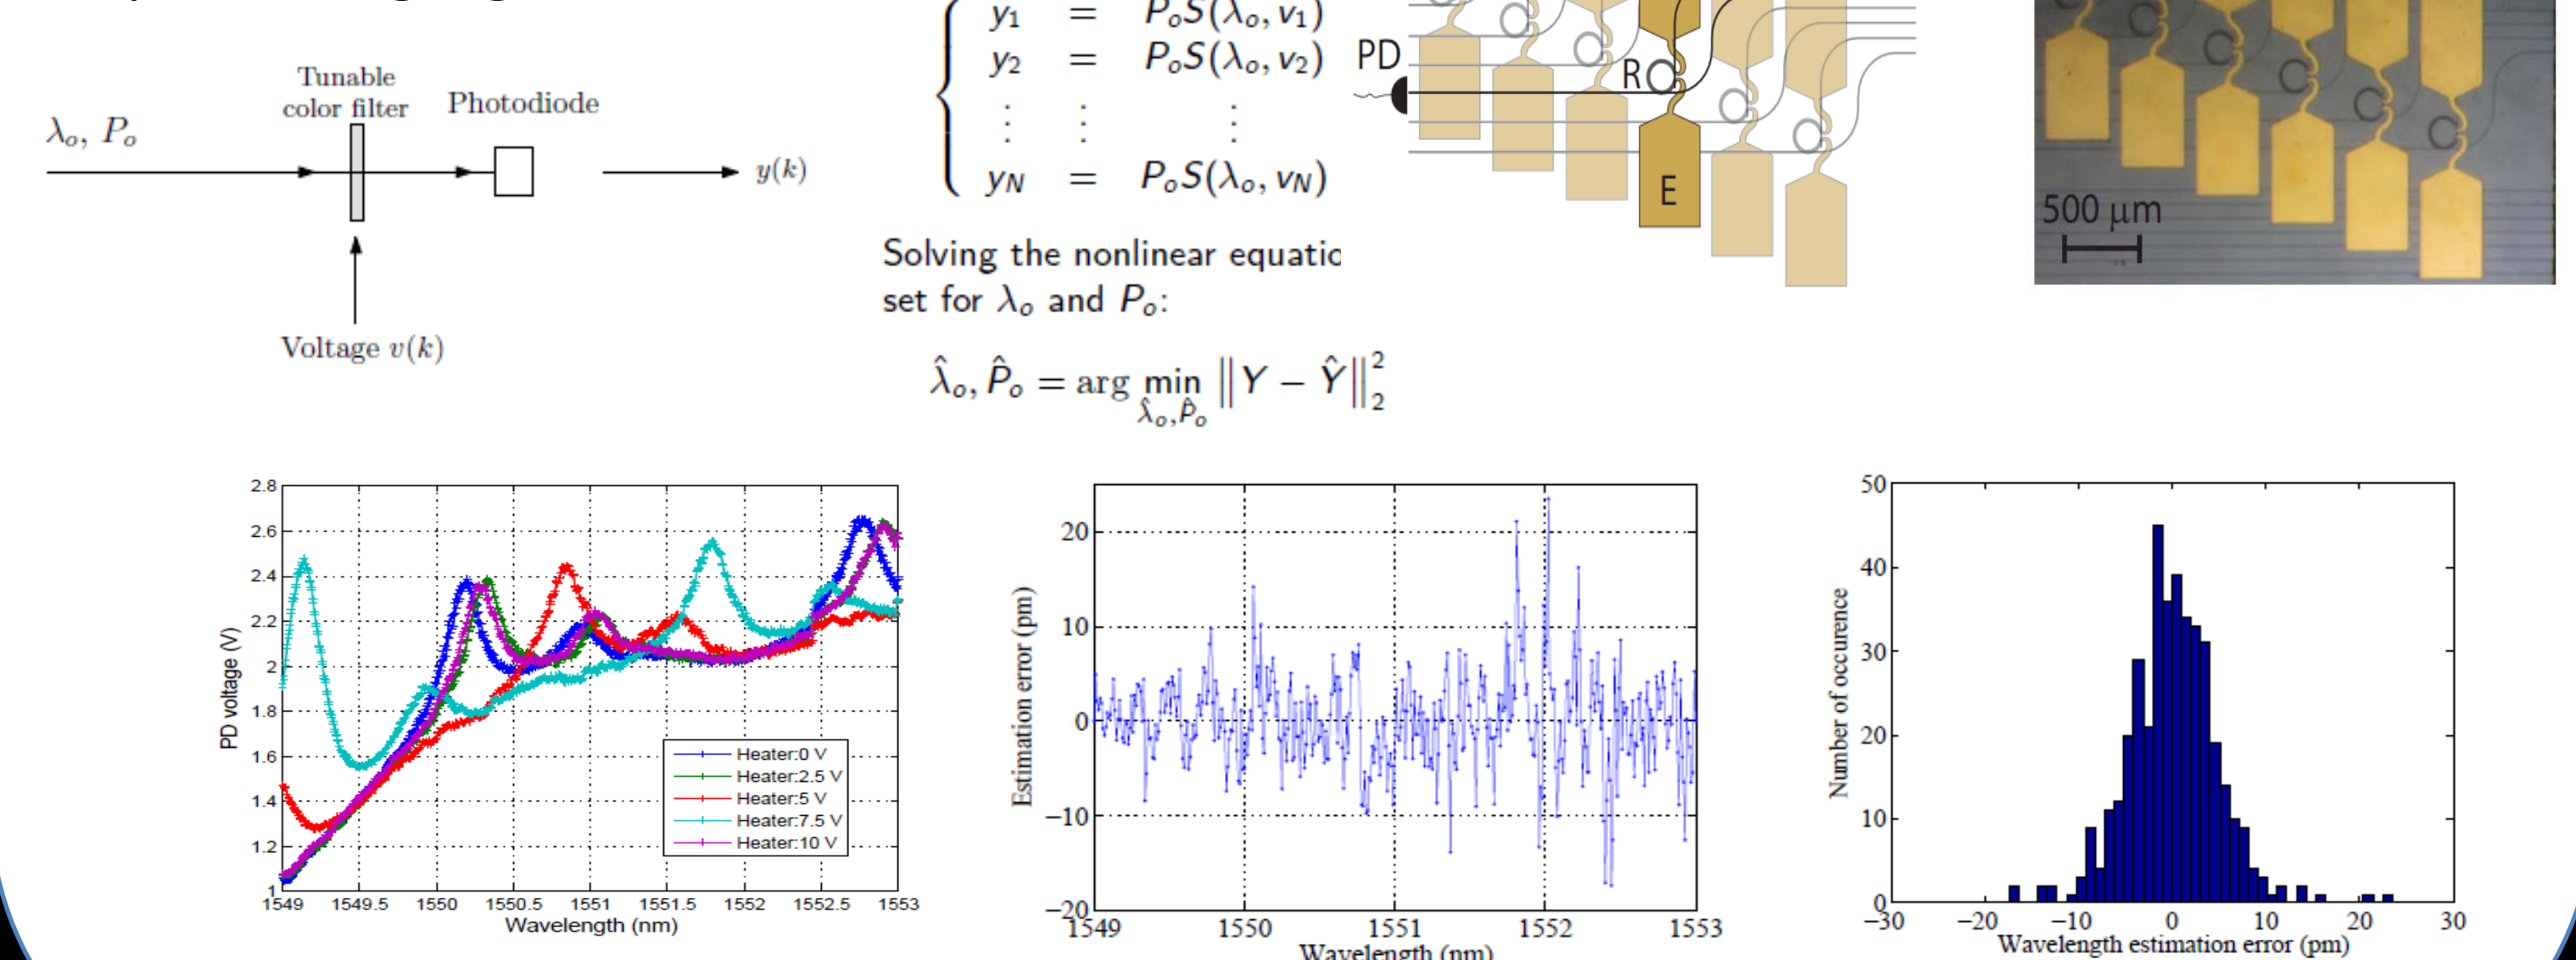 Tunable
color filter
Photodiode
λₒ, Pₒ
y(k)
Voltage v(k)
y₁ = PₒS(λₒ, v₁)
y₂ = PₒS(λₒ, v₂)
⋮ ⋮ ⋮
y_N = PₒS(λₒ, v_N)
Solving the nonlinear equatio
set for λₒ and Pₒ:
λ̂ₒ, P̂ₒ = arg min ‖Y − Ŷ‖₂²
λ̂ₒ,P̂ₒ
PD
R
E
500 μm
2.8
2.6
2.4
2.2
2
1.8
1.6
1.4
1.2
1
PD voltage (V)
Heater:0 V
Heater:2.5 V
Heater:5 V
Heater:7.5 V
Heater:10 V
1549 1549.5 1550 1550.5 1551 1551.5 1552 1552.5 1553
Wavelength (nm)
20
10
0
−10
−20
Estimation error (pm)
1549 1550 1551 1552 1553
Wavelength (nm)
50
40
30
20
10
0
Number of occurence
−30 −20 −10 0 10 20 30
Wavelength estimation error (pm)